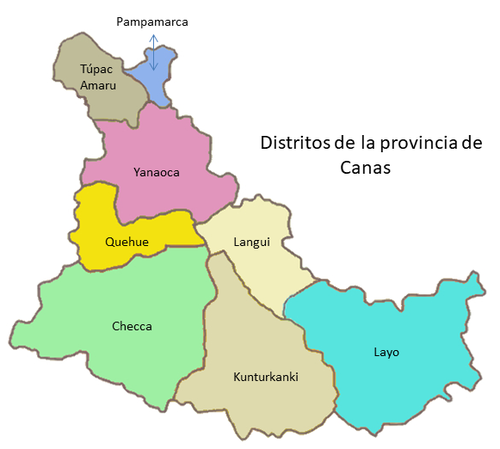 Pampamarca
Túpac
Amaru
Distritos de la provincia de
Canas
Yanaoca
Quehue
Langui
Checca
Layo
Kunturkanki